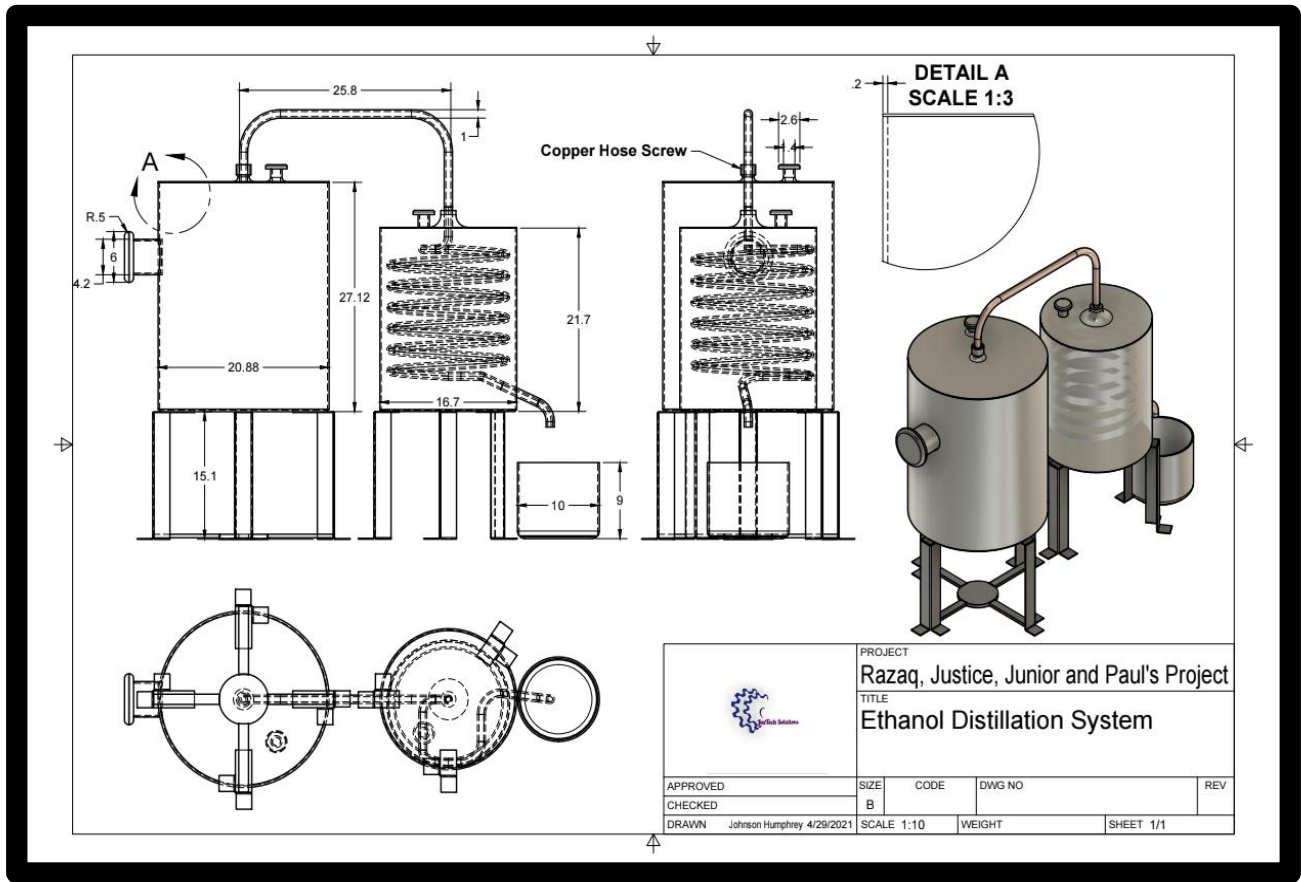 25.8
1
A
R.5
6
4.2
27.12
20.88
21.7
16.7
15.1
10
9
Copper Hose Screw
2.6
.4
.2
DETAIL A
SCALE 1:3
PROJECT
Razaq, Justice, Junior and Paul's Project
TITLE
Ethanol Distillation System
APPROVED
CHECKED
DRAWN Johnson Humphrey 4/29/2021
SIZE CODE DWG NO REV
B
SCALE 1:10 WEIGHT SHEET 1/1